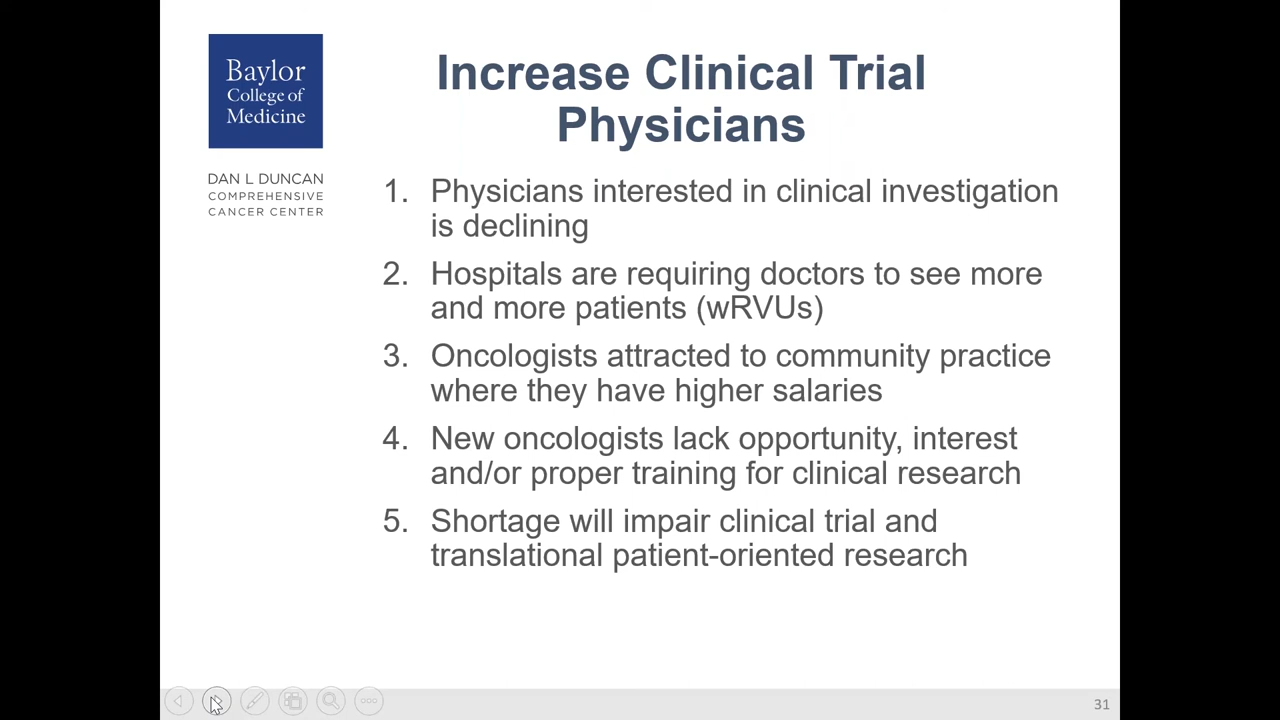 Baylor
College of
Medicine
DAN L DUNCAN
COMPREHENSIVE
CANCER CENTER
Increase Clinical Trial
Physicians
1. Physicians interested in clinical investigation
is declining
2. Hospitals are requiring doctors to see more
and more patients (wRVUs)
3. Oncologists attracted to community practice
where they have higher salaries
4. New oncologists lack opportunity, interest
and/or proper training for clinical research
5. Shortage will impair clinical trial and
translational patient-oriented research
31